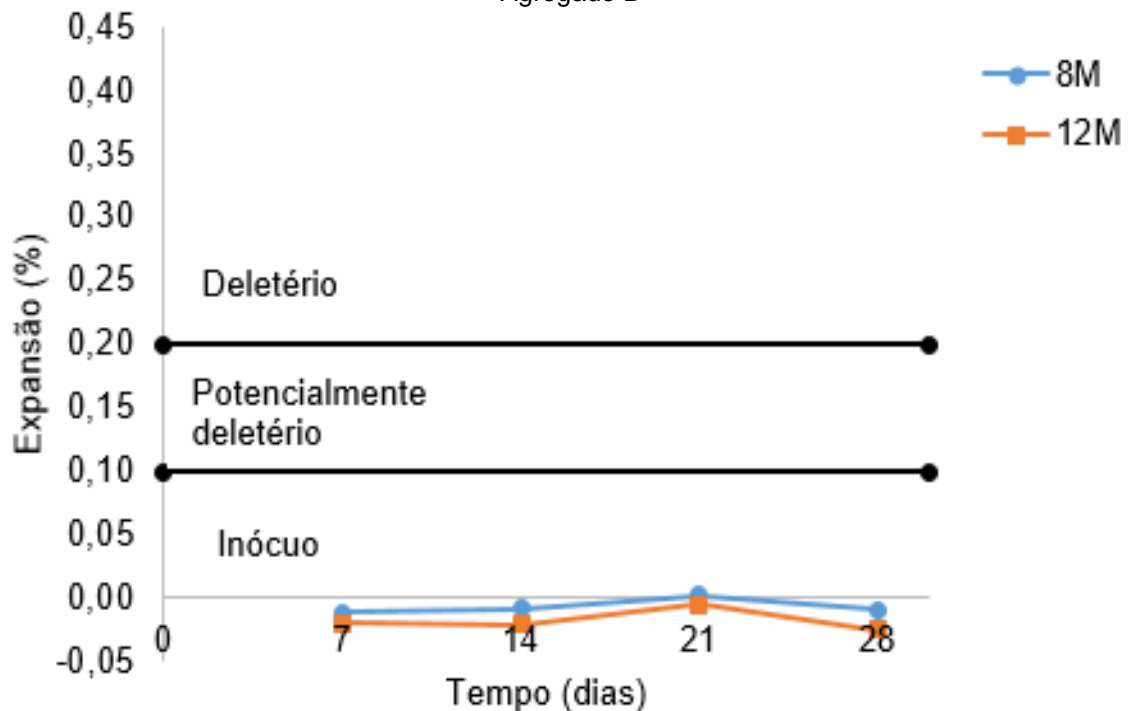 Agregado B
0,45
8M
0,40
12M
0,35
0,30
0,25
Deletério
0,20
Potencialmente
0,15
deletério
0,10
0,05
Inócuo
0,00
0
7
14
21
28
-0,05
Expansão (%)
Tempo (dias)